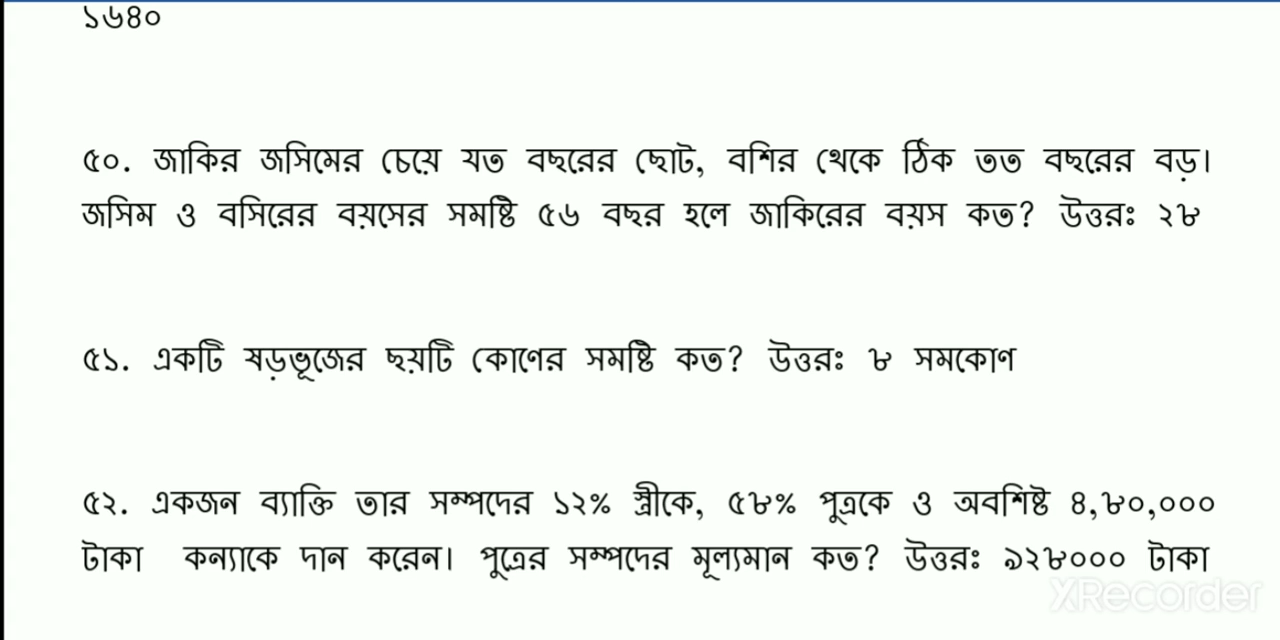 ১৬৪০
৫০. জাকির জসিমের চেয়ে যত বছরের ছোট, বশির থেকে ঠিক তত বছরের বড়।
জসিম ও বসিরের বয়সের সমষ্টি ৫৬ বছর হলে জাকিরের বয়স কত? উত্তরঃ ২৮
৫১. একটি ষড়ভূজের ছয়টি কোণের সমষ্টি কত? উত্তরঃ ৮ সমকোণ
৫২. একজন ব্যাক্তি তার সম্পদের ১২% স্ত্রীকে, ৫৮% পুত্রকে ও অবশিষ্ট ৪,৮০,০০০
টাকা কন্যাকে দান করেন। পুত্রের সম্পদের মূল্যমান কত? উত্তরঃ ৯২৮০০০ টাকা
XRecorder